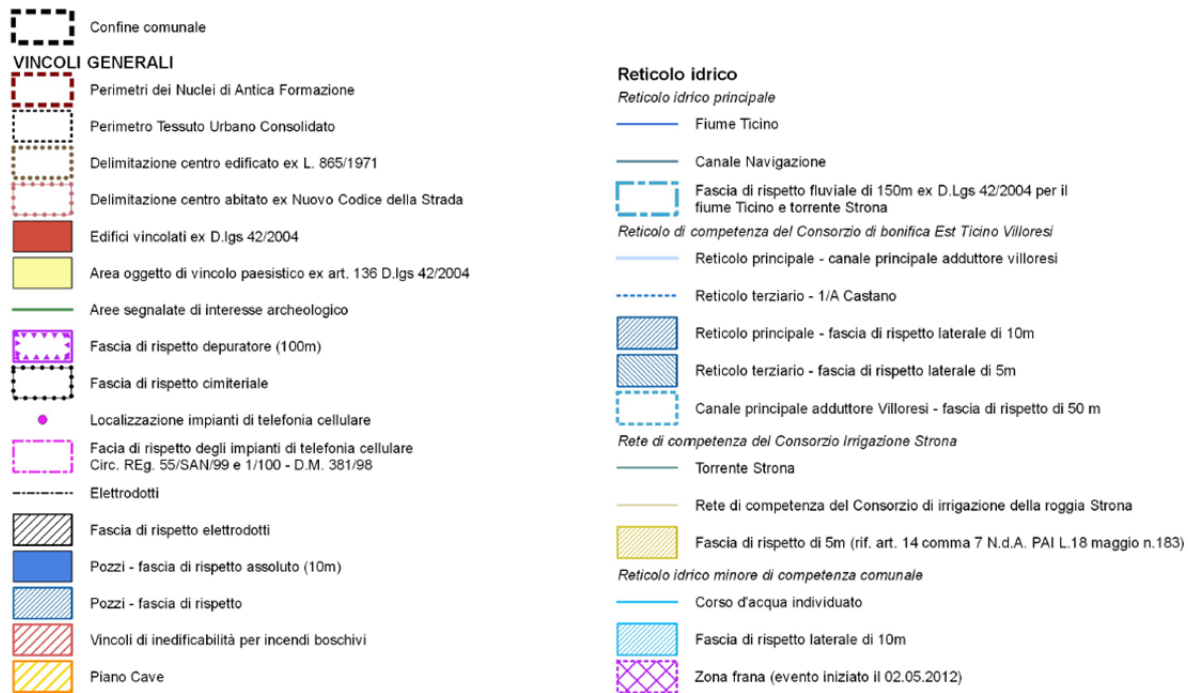 Confine comunale
VINCOLI GENERALI
Perimetri dei Nuclei di Antica Formazione
Perimetro Tessuto Urbano Consolidato
Delimitazione centro edificato ex L. 865/1971
Delimitazione centro abitato ex Nuovo Codice della Strada
Edifici vincolati ex D.lgs 42/2004
Area oggetto di vincolo paesistico ex art. 136 D.lgs 42/2004
Aree segnalate di interesse archeologico
Fascia di rispetto depuratore (100m)
Fascia di rispetto cimiteriale
Localizzazione impianti di telefonia cellulare
Facia di rispetto degli impianti di telefonia cellulare
Circ. REg. 55/SAN/99 e 1/100 - D.M. 381/98
Elettrodotti
Fascia di rispetto elettrodotti
Pozzi - fascia di rispetto assoluto (10m)
Pozzi - fascia di rispetto
Vincoli di inedificabilità per incendi boschivi
Piano Cave
Reticolo idrico
Reticolo idrico principale
Fiume Ticino
Canale Navigazione
Fascia di rispetto fluviale di 150m ex D.Lgs 42/2004 per il
fiume Ticino e torrente Strona
Reticolo di competenza del Consorzio di bonifica Est Ticino Villoresi
Reticolo principale - canale principale adduttore villoresi
Reticolo terziario - 1/A Castano
Reticolo principale - fascia di rispetto laterale di 10m
Reticolo terziario - fascia di rispetto laterale di 5m
Canale principale adduttore Villoresi - fascia di rispetto di 50 m
Rete di competenza del Consorzio Irrigazione Strona
Torrente Strona
Rete di competenza del Consorzio di irrigazione della roggia Strona
Fascia di rispetto di 5m (rif. art. 14 comma 7 N.d.A. PAI L.18 maggio n.183)
Reticolo idrico minore di competenza comunale
Corso d'acqua individuato
Fascia di rispetto laterale di 10m
Zona frana (evento iniziato il 02.05.2012)